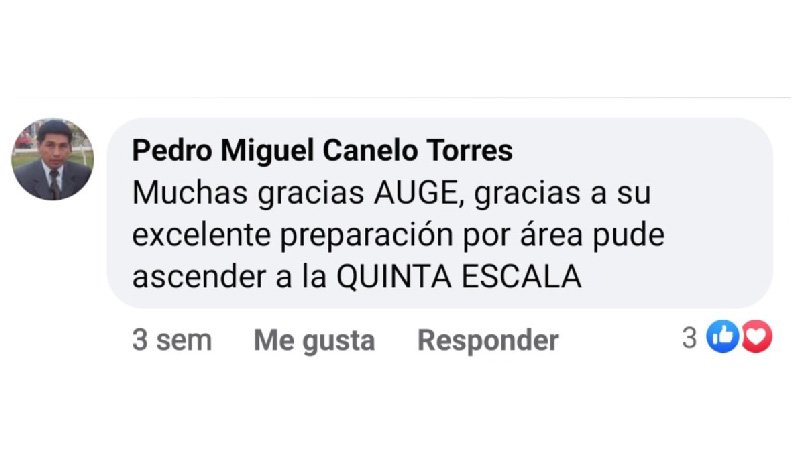 Pedro Miguel Canelo Torres
Muchas gracias AUGE, gracias a su
excelente preparación por área pude
ascender a la QUINTA ESCALA
3 sem Me gusta Responder 3